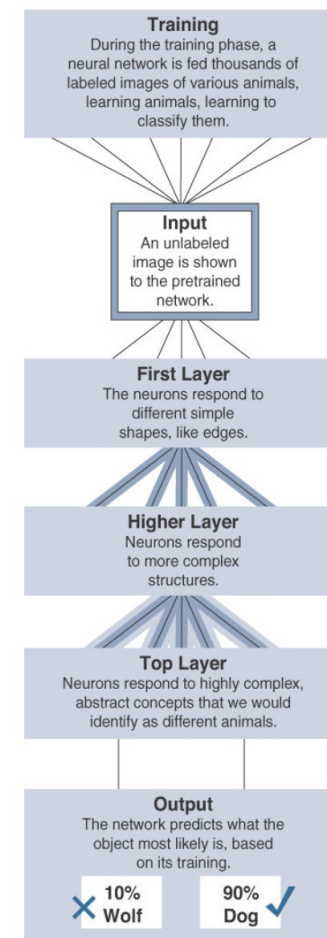 Training
During the training phase, a
neural network is fed thousands of
labeled images of various animals,
learning animals, learning to
classify them.
Input
An unlabeled
image is shown
to the pretrained
network.
First Layer
The neurons respond to
different simple
shapes, like edges.
Higher Layer
Neurons respond
to more complex
structures.
Top Layer
Neurons respond to highly complex,
abstract concepts that we would
identify as different animals.
Output
The network predicts what the
object most likely is, based
on its training.
10%
Wolf
90%
Dog